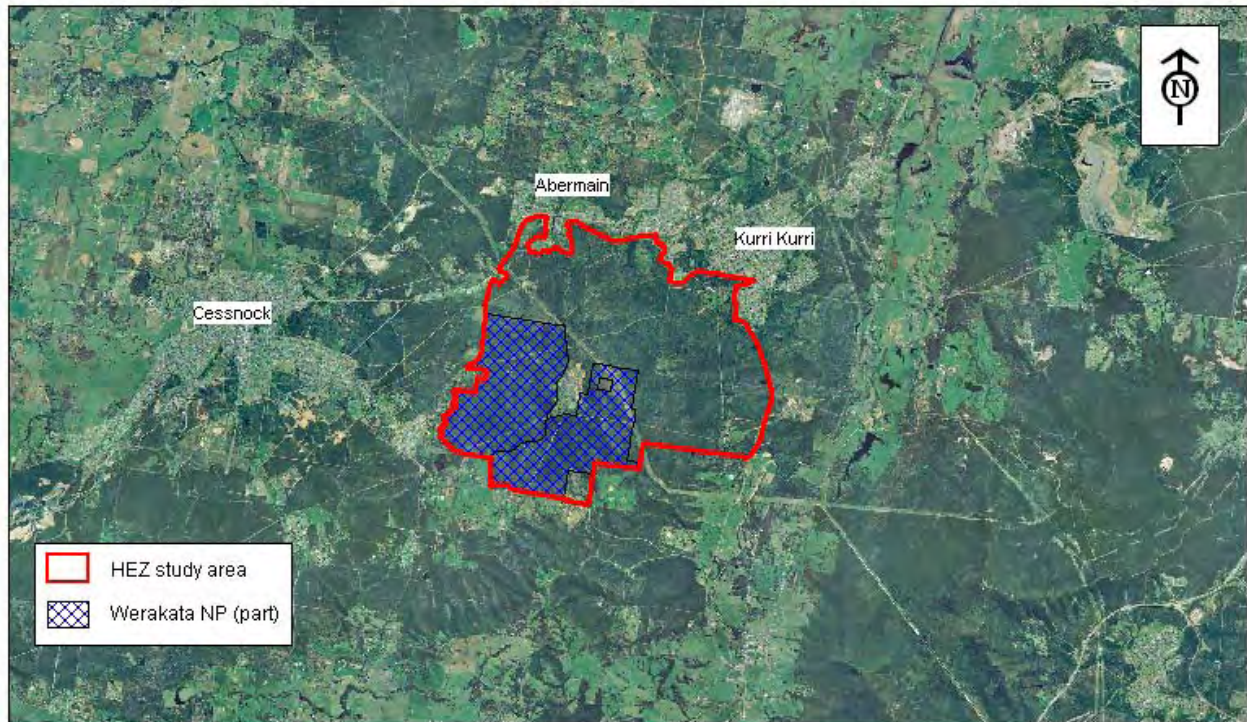 N
Abermain
Kurri Kurri
Cessnock
HEZ study area
Werakata NP (part)